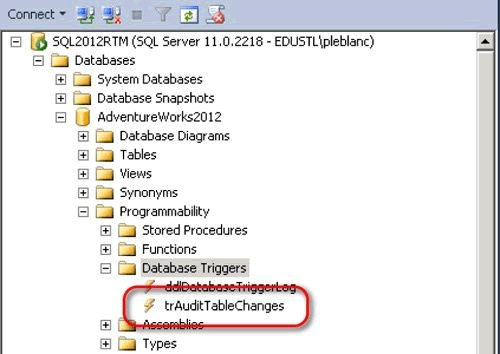 Connect
SQL2012RTM (SQL Server 11.0.2218 - EDUSTL\pleblanc)
Databases
System Databases
Database Snapshots
AdventureWorks2012
Database Diagrams
Tables
Views
Synonyms
Programmability
Stored Procedures
Functions
Database Triggers
ddlDatabaseTriggerLog
trAuditTableChanges
Assemblies
Types